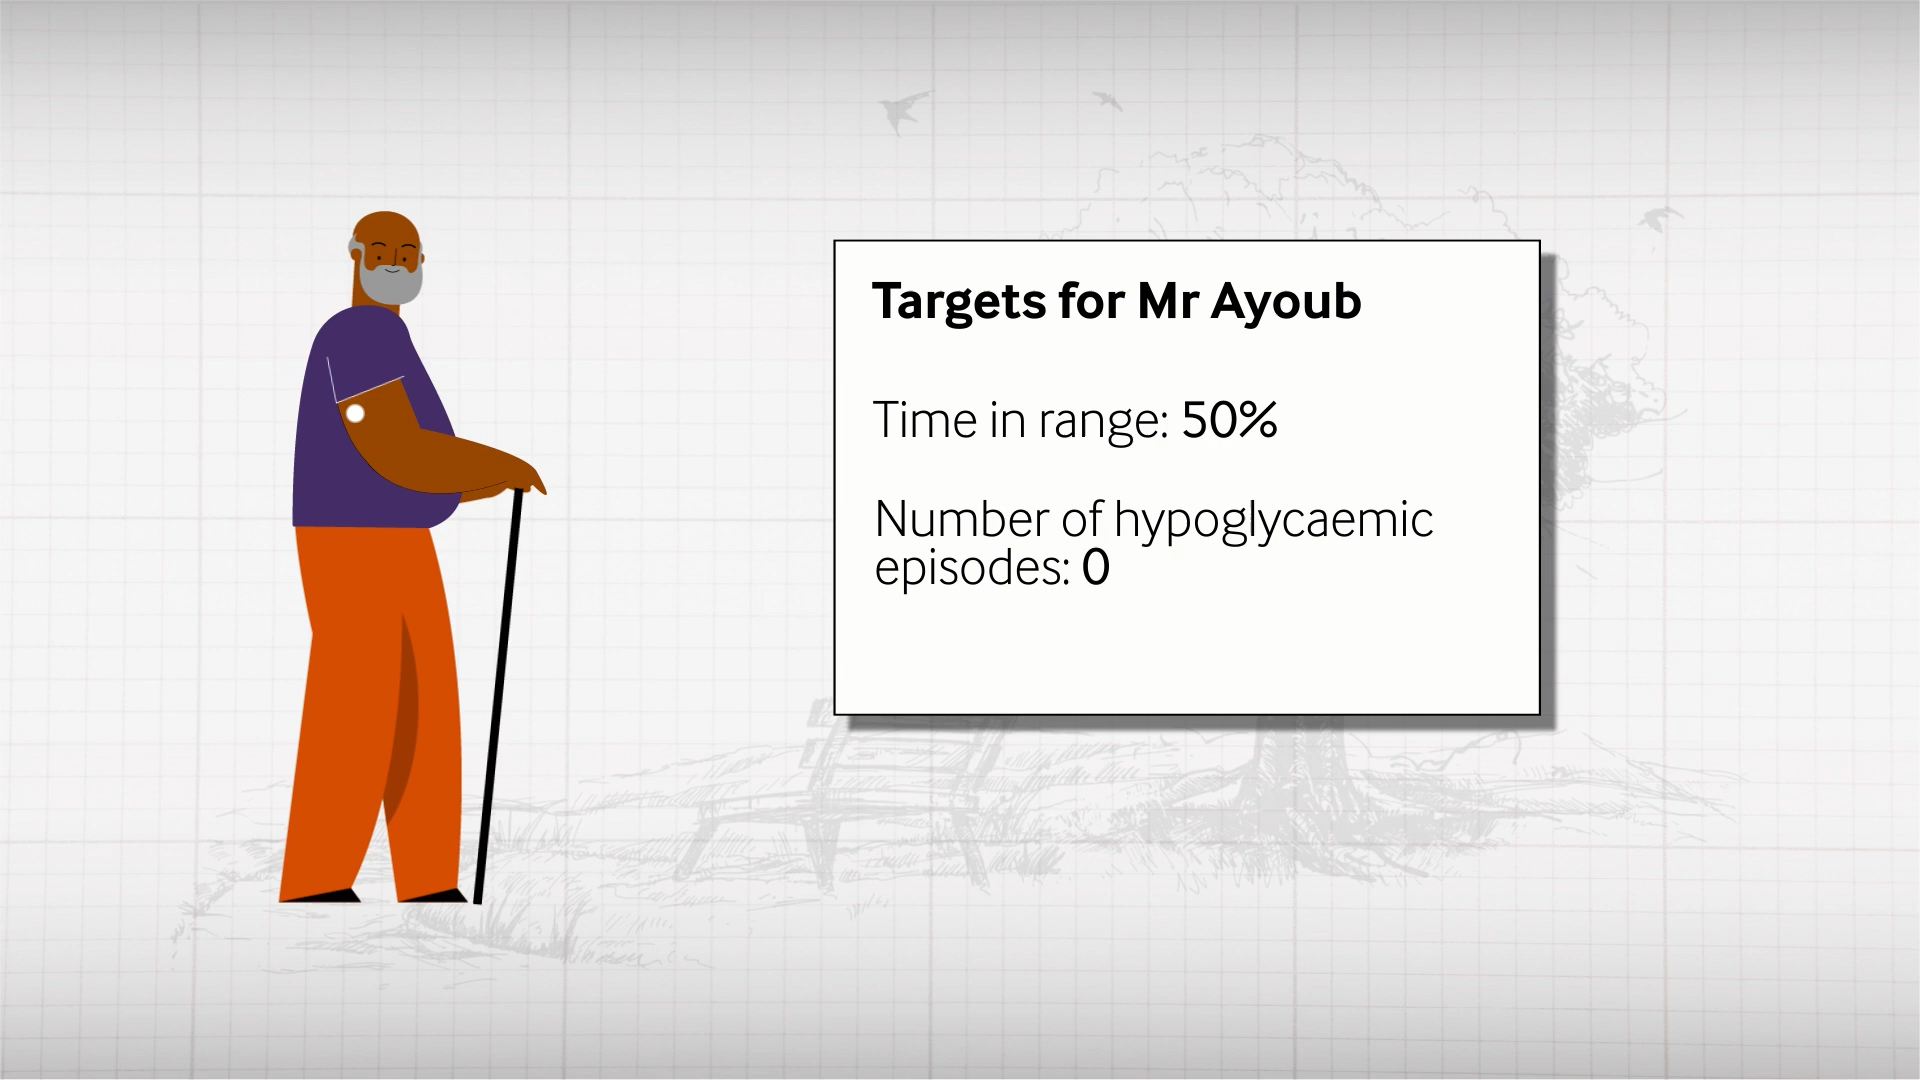 Targets for Mr Ayoub
Time in range: 50%
Number of hypoglycaemic
episodes: 0